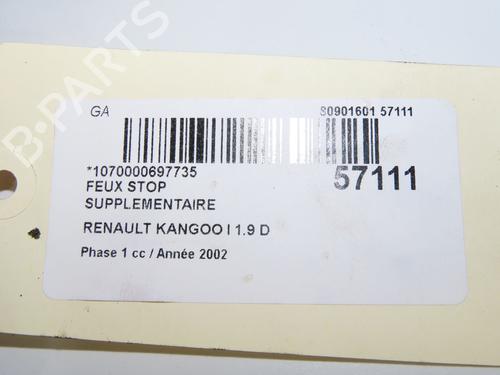 GA
80901601 57111
*1070000697735
57111
FEUX STOP
SUPPLEMENTAIRE
RENAULT KANGOO I 1.9 D
Phase 1 cc / Année 2002
B-PARTS